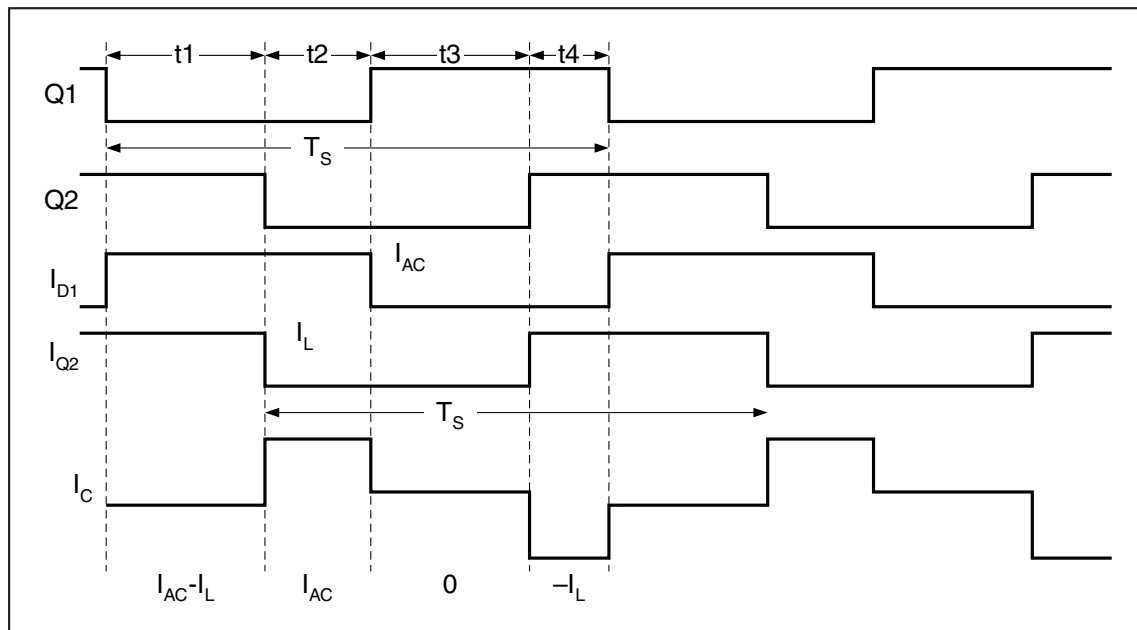 t1 t2 t3 t4
Q1
T_S
Q2
I_AC
I_D1
I_L
I_Q2
T_S
I_C
I_AC-I_L I_AC 0 –I_L